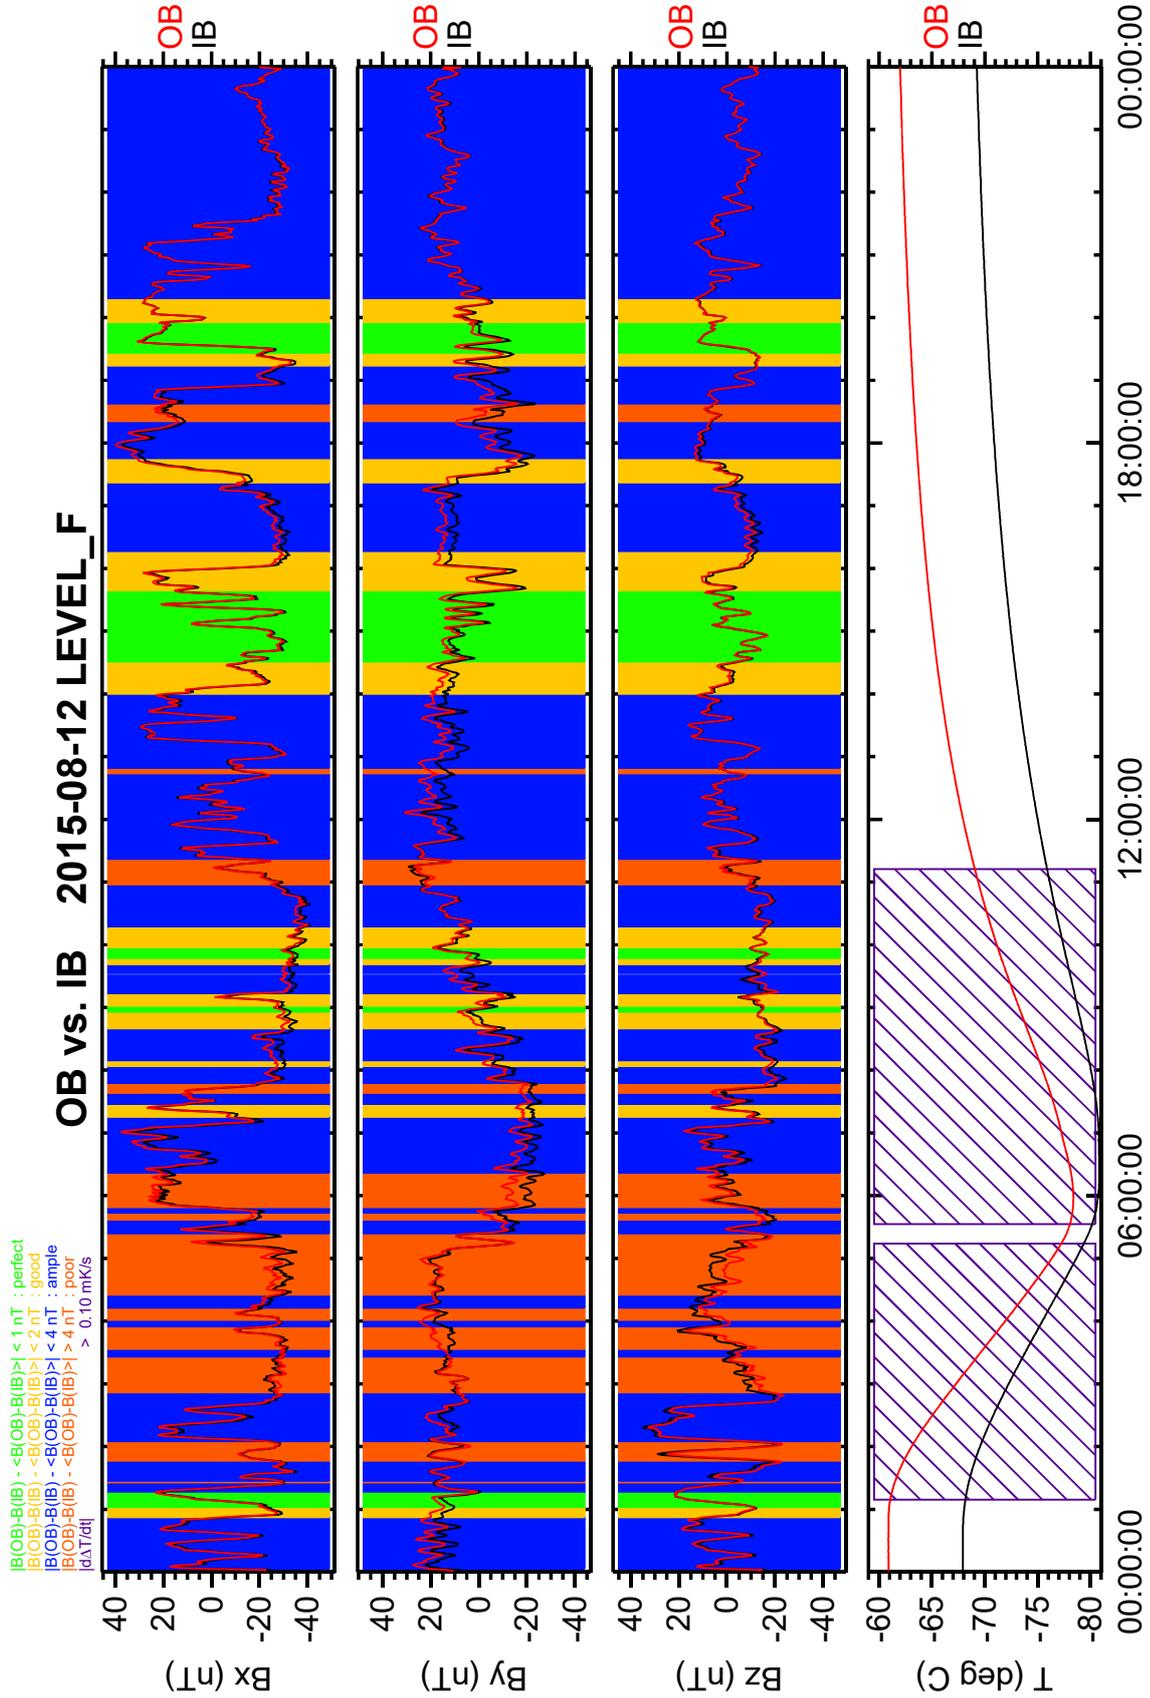 |B(OB)-B(IB) - <B(OB)-B(IB)>| < 1 nT : perfect
|B(OB)-B(IB) - <B(OB)-B(IB)>| < 2 nT : good
|B(OB)-B(IB) - <B(OB)-B(IB)>| < 4 nT : ample
|B(OB)-B(IB) - <B(OB)-B(IB)>| > 4 nT : poor
|dΔT/dt| > 0.10 mK/s
OB vs. IB 2015-08-12 LEVEL_F
Bx (nT)
40
20
0
-20
-40
OB
IB
By (nT)
40
20
0
-20
-40
OB
IB
Bz (nT)
40
20
0
-20
-40
OB
IB
T (deg C)
-60
-65
-70
-75
-80
OB
IB
00:00:00 06:00:00 12:00:00 18:00:00 00:00:00